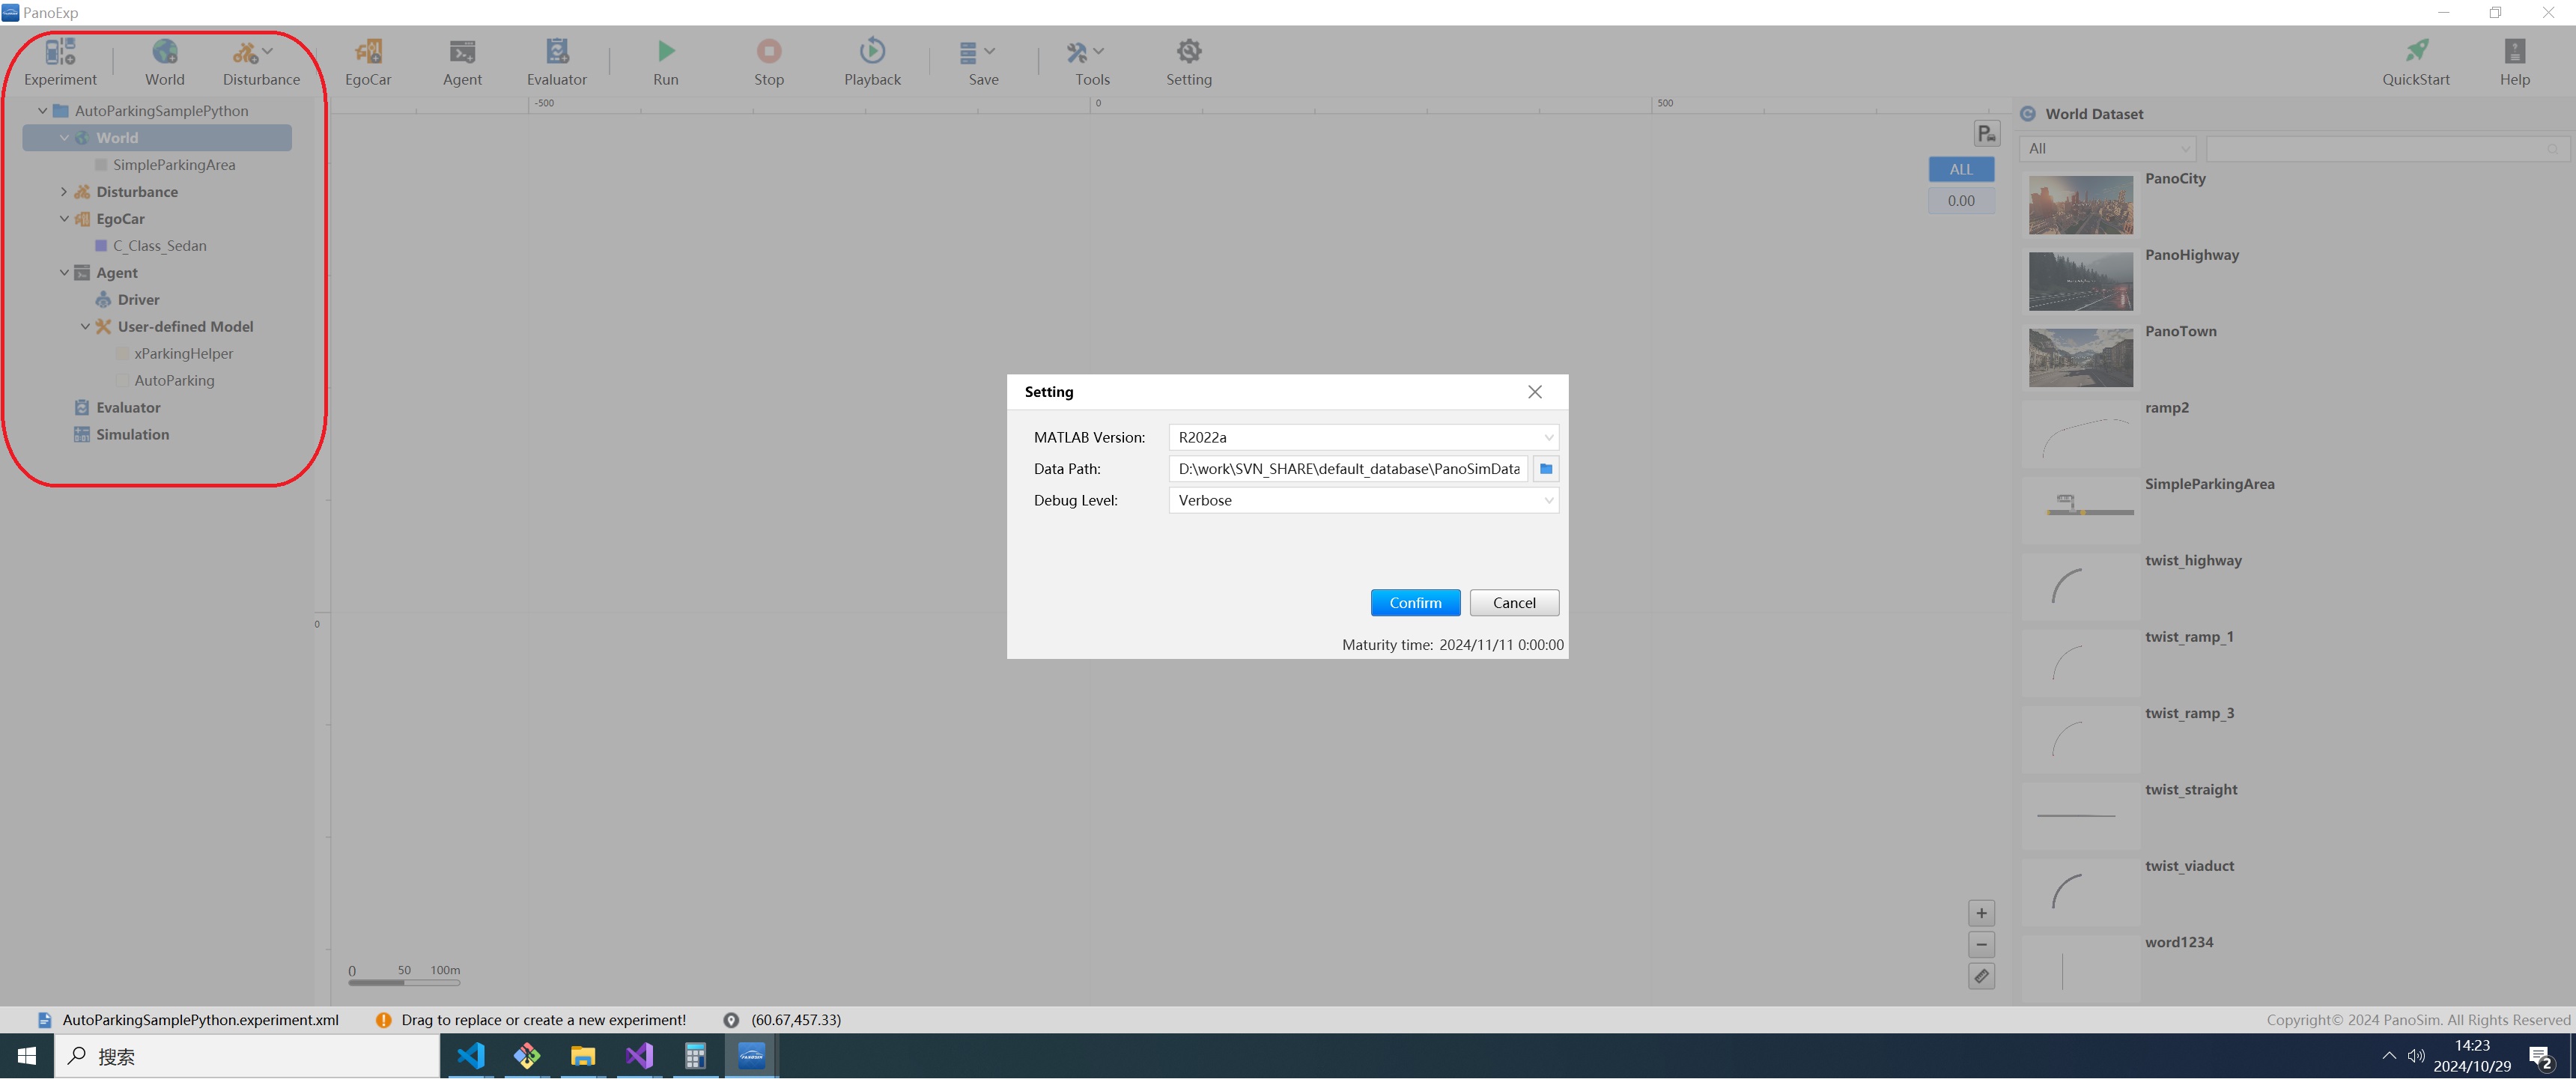 PanoExp
Experiment
World
Disturbance
EgoCar
Agent
Evaluator
Run
Stop
Playback
Save
Tools
Setting
QuickStart
Help
AutoParkingSamplePython
World
SimpleParkingArea
Disturbance
EgoCar
C_Class_Sedan
Agent
Driver
User-defined Model
xParkingHelper
AutoParking
Evaluator
Simulation
-500
0
500
0
P
ALL
0.00
0 50 100m
Setting
MATLAB Version: R2022a
Data Path: D:\work\SVN_SHARE\default_database\PanoSimData
Debug Level: Verbose
Confirm
Cancel
Maturity time: 2024/11/11 0:00:00
World Dataset
All
PanoCity
PanoHighway
PanoTown
ramp2
SimpleParkingArea
twist_highway
twist_ramp_1
twist_ramp_3
twist_straight
twist_viaduct
word1234
AutoParkingSamplePython.experiment.xml
Drag to replace or create a new experiment!
(60.67,457.33)
Copyright© 2024 PanoSim. All Rights Reserved
搜索
14:23
2024/10/29
2